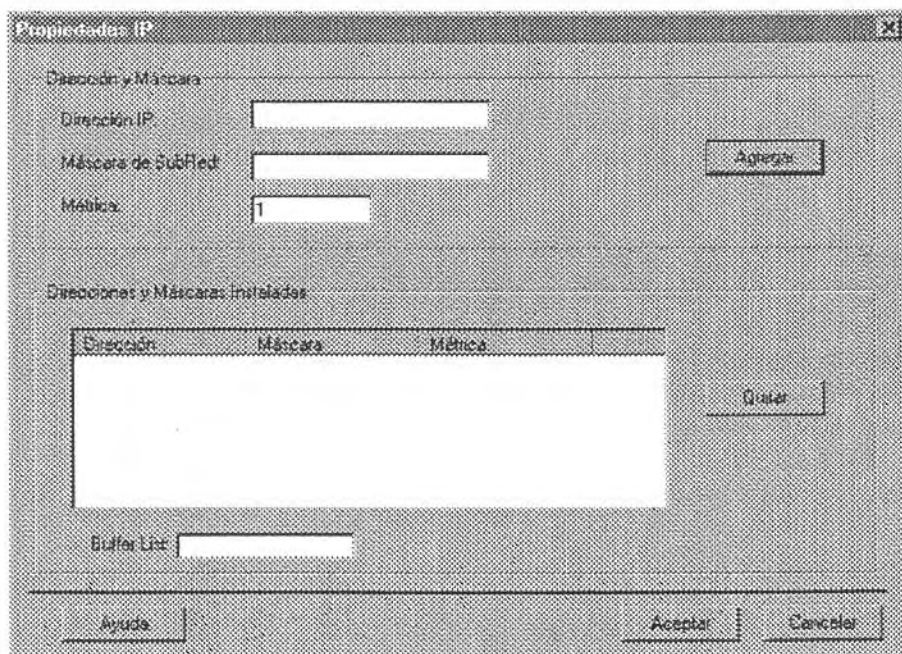 Propiedades IP
Dirección y Máscara
Dirección IP:
Máscara de SubRed:
Agregar
Métrica:
1
Direcciones y Máscaras Instaladas
Dirección Máscara Métrica
Quitar
Buffer List:
Ayuda Aceptar Cancelar